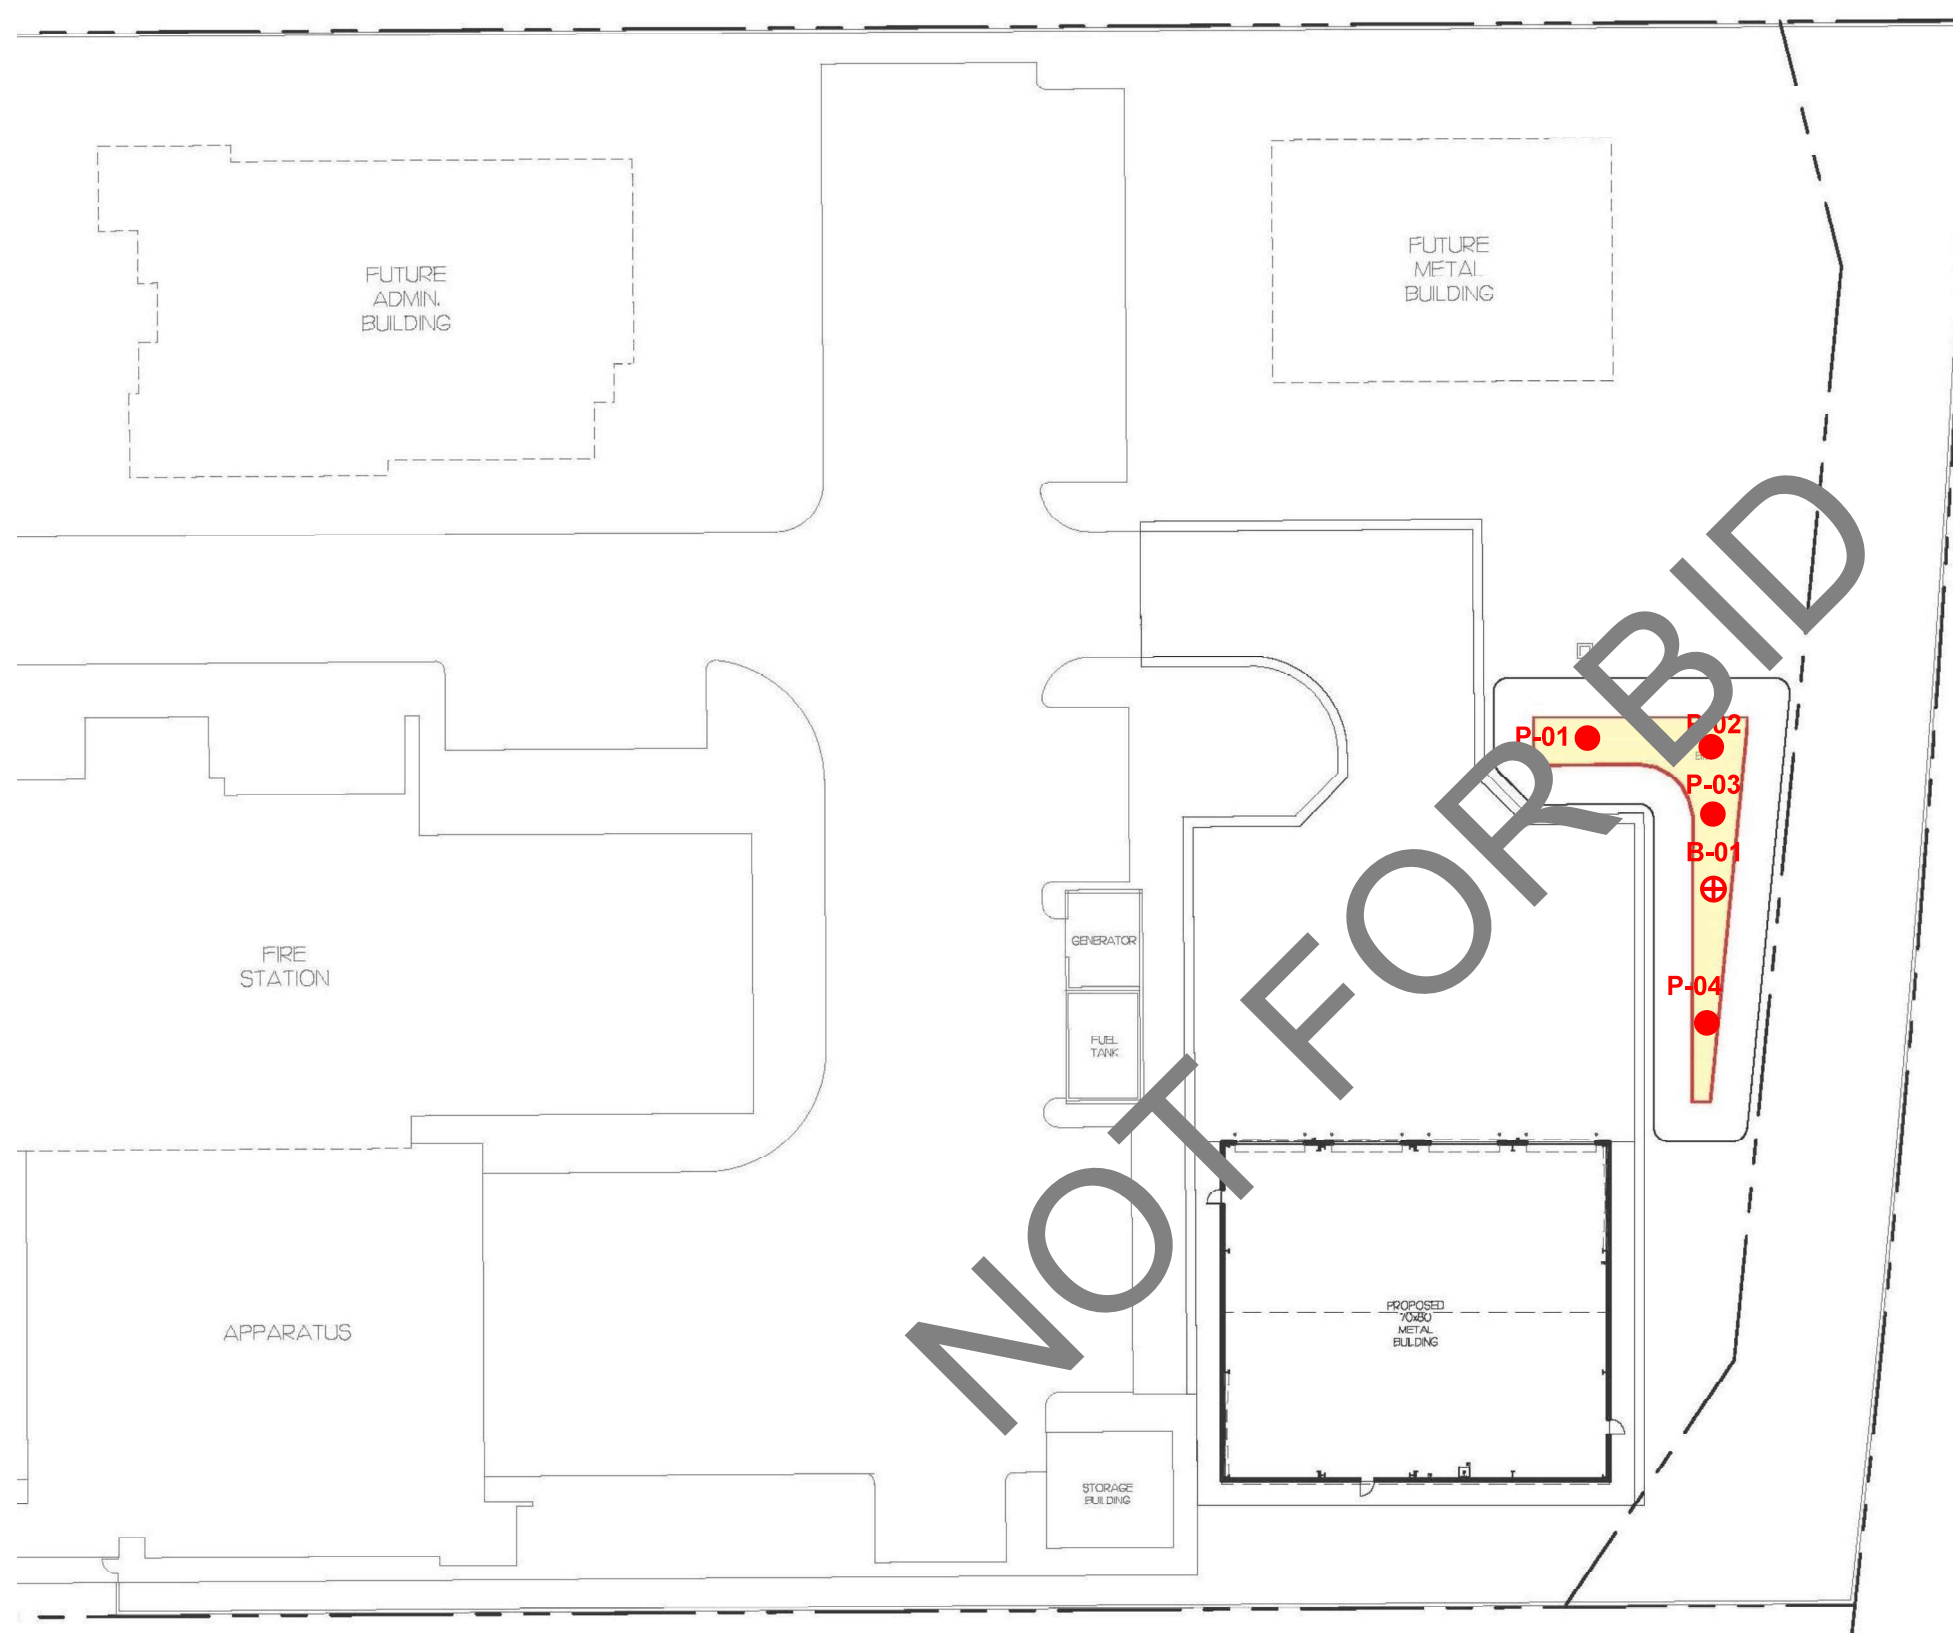 FUTURE
ADMIN.
BUILDING
FUTURE
METAL
BUILDING
P-01
P-02
P-03
B-01
P-04
GENERATOR
FUEL
TANK
FIRE
STATION
APPARATUS
PROPOSED
70x80
METAL
BUILDING
STORAGE
BUILDING
NOT FOR BID